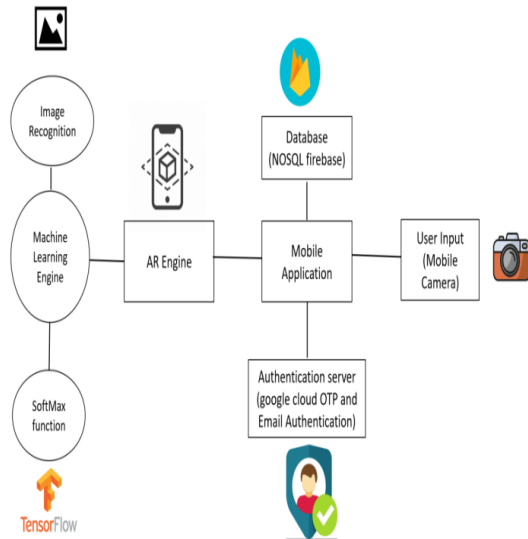 Image
Recognition
Database
(NOSQL firebase)
Machine
Learning
Engine
AR Engine
Mobile
Application
User Input
(Mobile
Camera)
SoftMax
function
Authentication server
(google cloud OTP and
Email Authentication)
TensorFlow